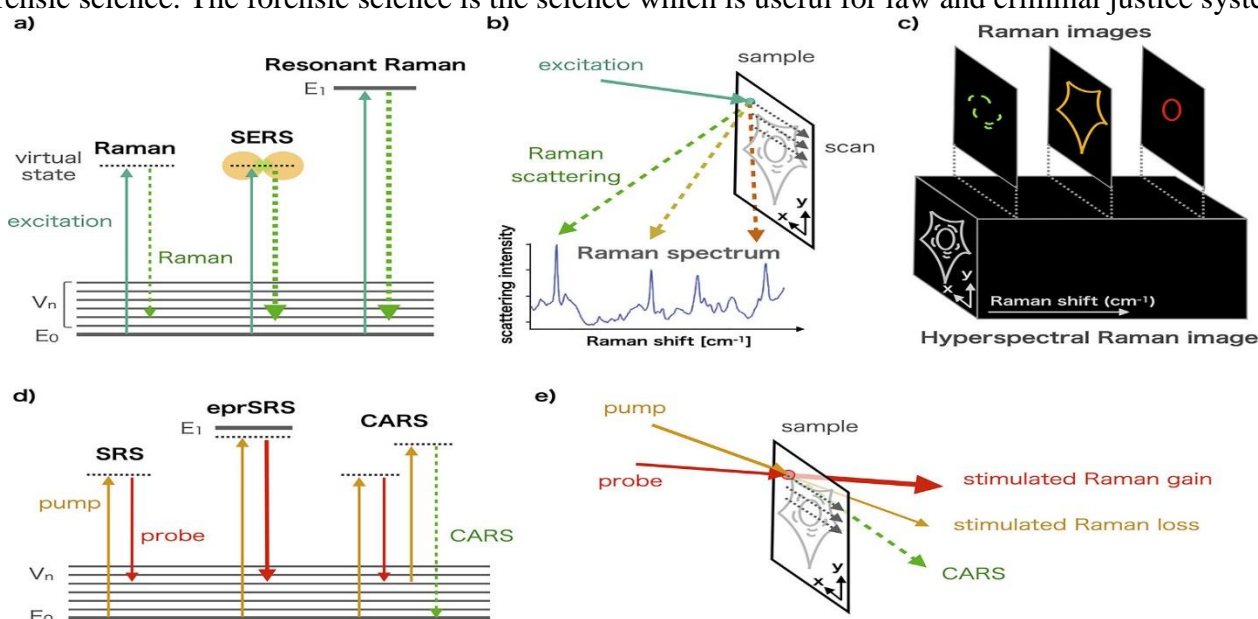 science. The forensic science is the science which is useful for law and criminal justice
a)
Resonant Raman
E₁
Raman
SERS
virtual
state
excitation
Raman
Vₙ
E₀
b)
sample
excitation
scan
Raman
scattering
x
y
Raman spectrum
scattering intensity
Raman shift [cm⁻¹]
c)
Raman images
y
x
Raman shift (cm⁻¹)
Hyperspectral Raman image
d)
SRS
eprSRS
E₁
CARS
pump
probe
CARS
Vₙ
E₀
e)
pump
sample
probe
stimulated Raman gain
stimulated Raman loss
CARS
y
x